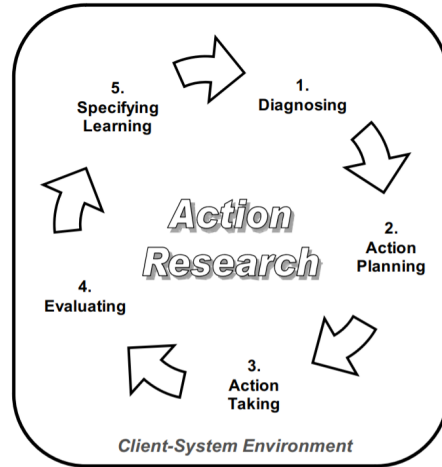 1.
Diagnosing
2.
Action
Planning
3.
Action
Taking
4.
Evaluating
5.
Specifying
Learning
Action
Research
Client-System Environment